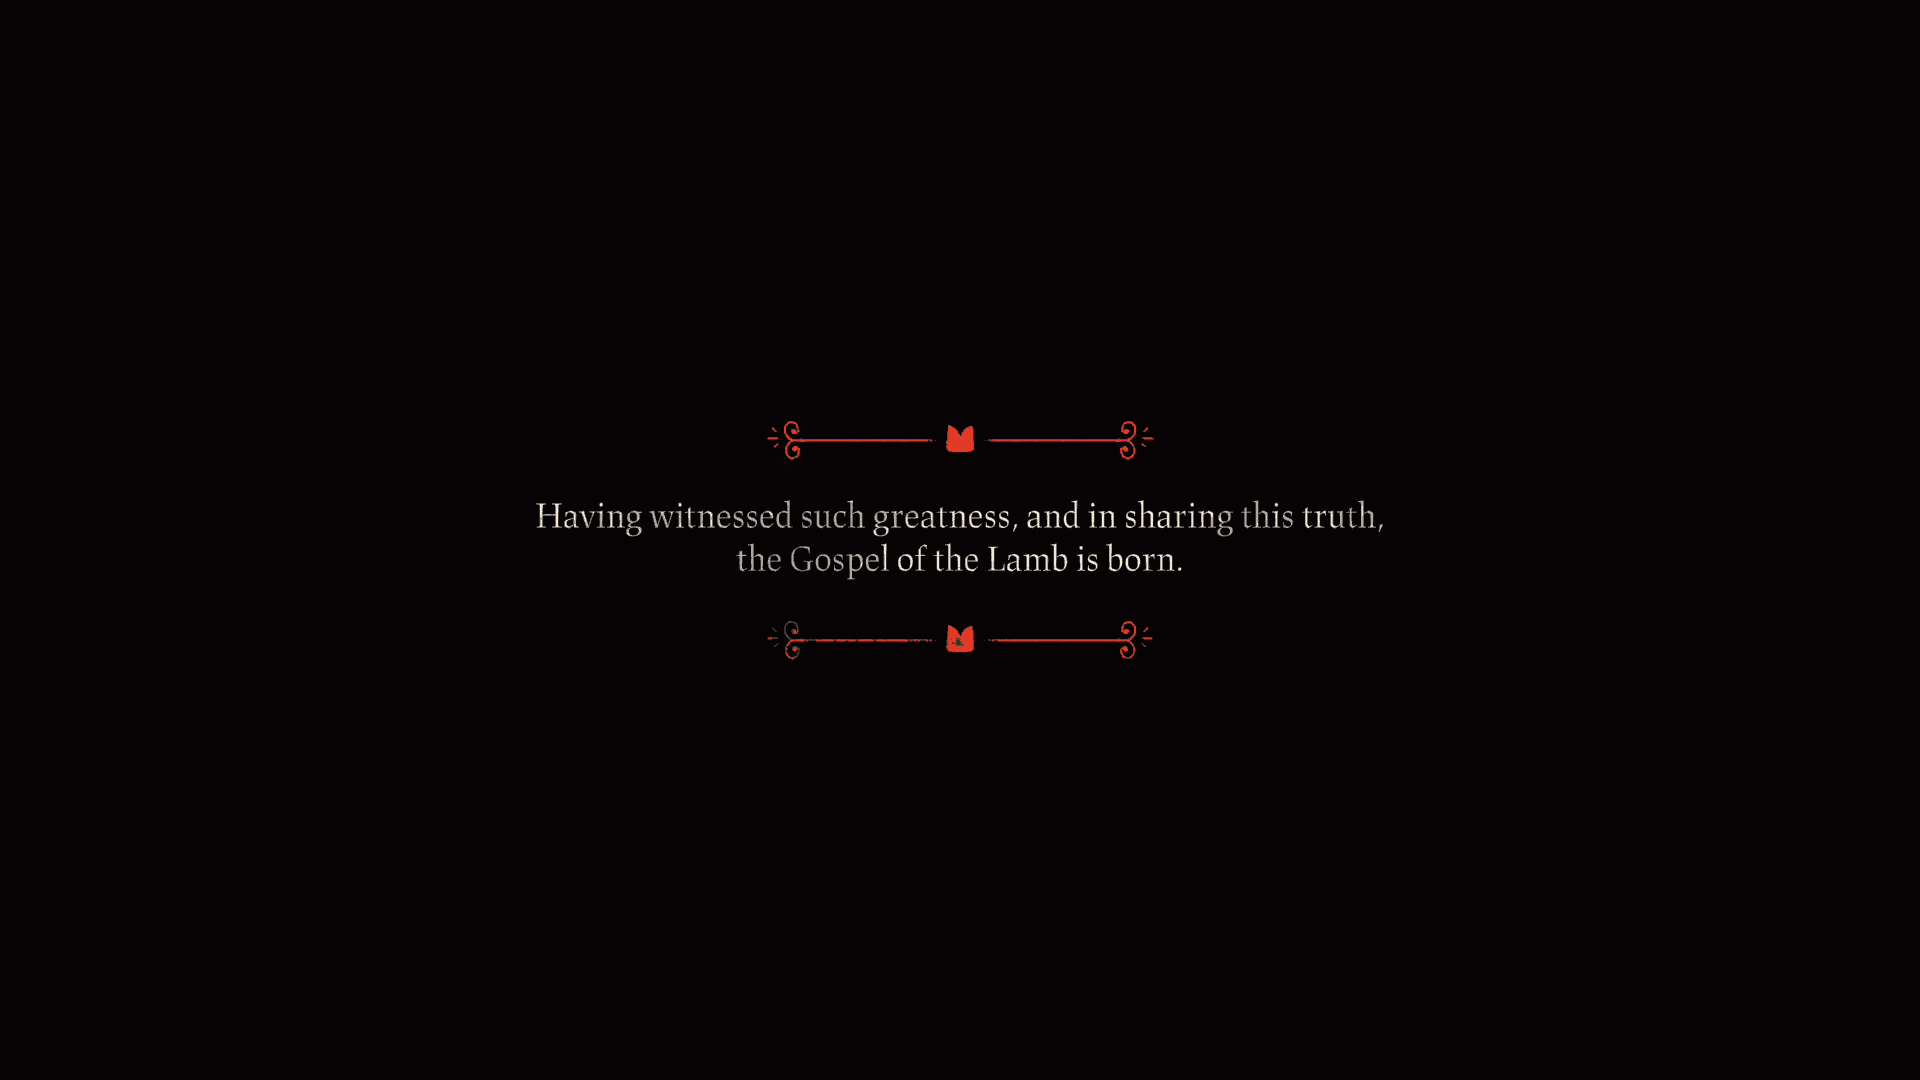 Having witnessed such greatness, and in sharing this truth,
the Gospel of the Lamb is born.